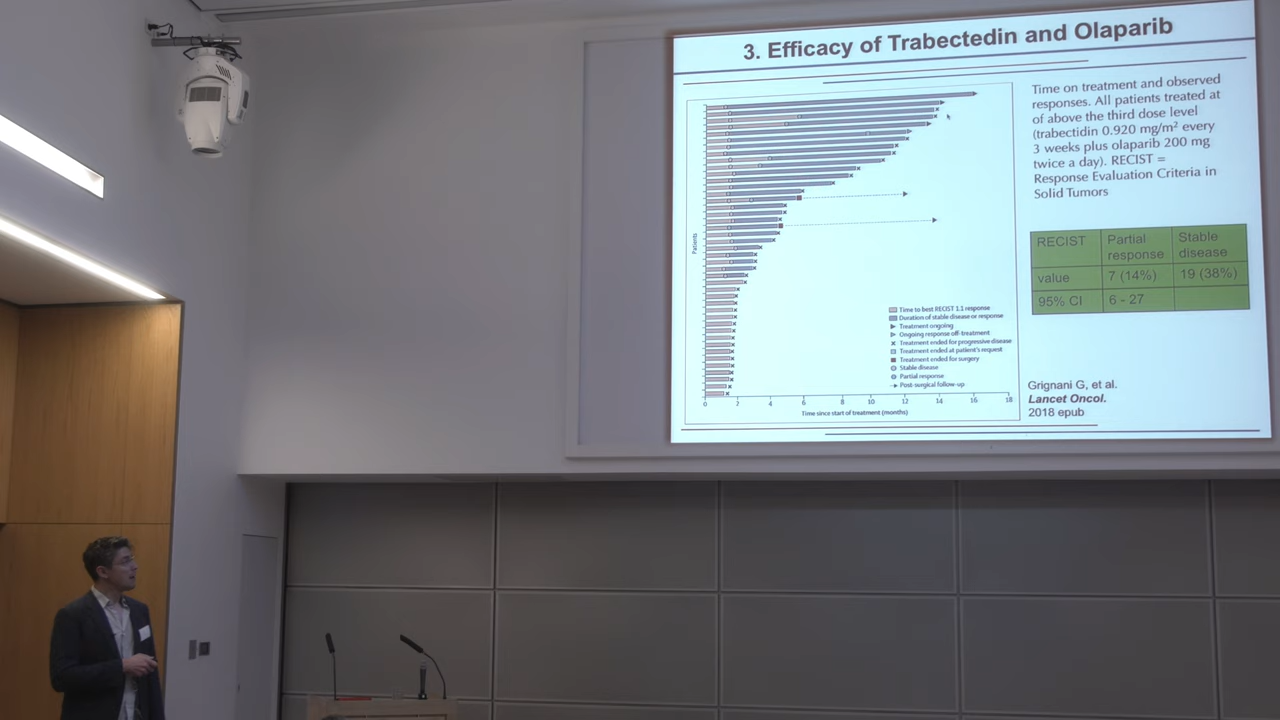 3. Efficacy of Trabectedin and Olaparib
Time on treatment and observed
responses. All patients treated at
of above the third dose level
(trabectidin 0.920 mg/m² every
3 weeks plus olaparib 200 mg
twice a day). RECIST =
Response Evaluation Criteria in
Solid Tumors
RECIST Partial response Stable disease
value 7 (14%) 19 (38%)
95% CI 6 - 27
Patients
Time to best RECIST 1.1 response
Duration of stable disease or response
Treatment ongoing
Ongoing response off-treatment
Treatment ended for progressive disease
Treatment ended at patient's request
Treatment ended for surgery
Stable disease
Partial response
Post-surgical follow-up
0 2 4 6 8 10 12 14 16 18
Time since start of treatment (months)
Grignani G, et al.
Lancet Oncol.
2018 epub